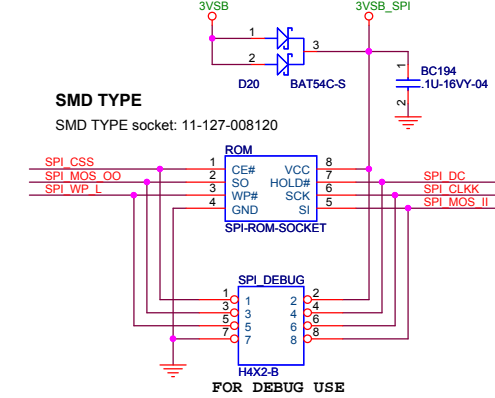 3VSB 3VSB_SPI
1
3
2
D20 BAT54C-S
1
BC194
.1U-16VY-04
2
SMD TYPE
SMD TYPE socket: 11-127-008120
ROM
SPI_CSS 1 CE# VCC 8
SPI_MOS_OO 2 SO HOLD# 7 SPI_DC
SPI_WP_L 3 WP# SCK 6 SPI_CLKK
4 GND SI 5 SPI_MOS_II
SPI-ROM-SOCKET
SPI_DEBUG
1 1 2 2
3 3 4 4
5 5 6 6
7 7 8 8
H4X2-B
FOR DEBUG USE